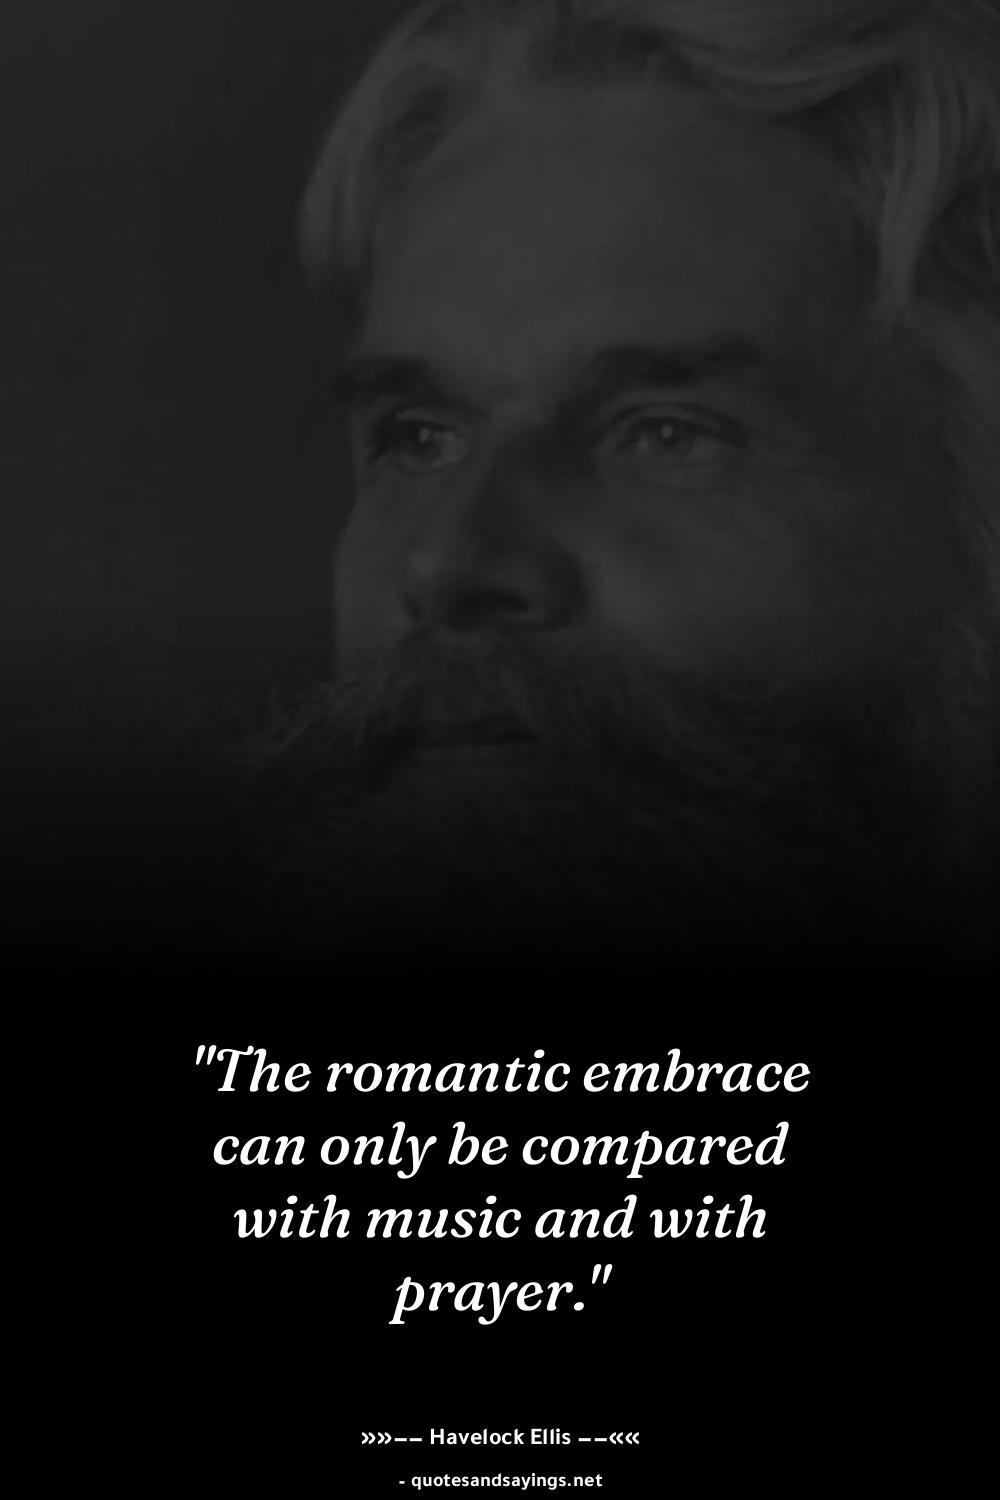 "The romantic embrace
can only be compared
with music and with
prayer."
»»−− Havelock Ellis −−««
- quotesandsayings.net